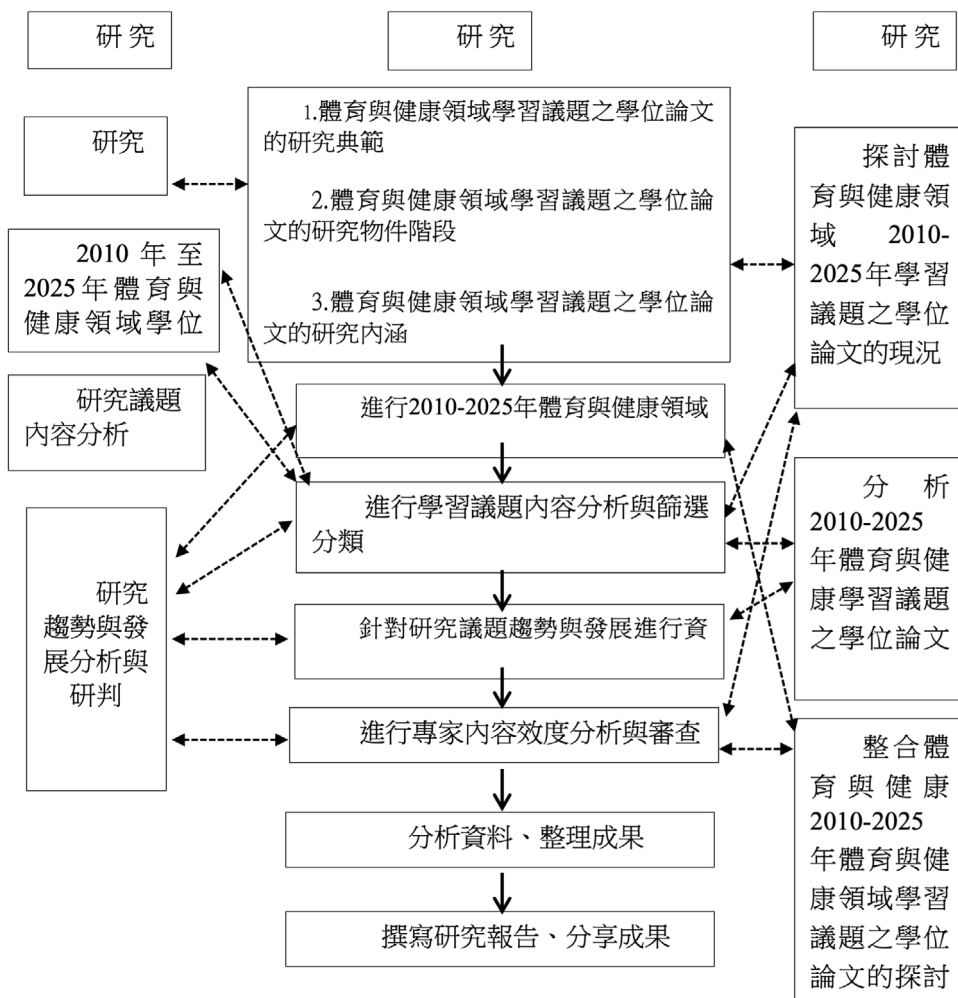 研究
研究
研究
研究
1.體育與健康領域學習議題之學位論文
的研究典範
2.體育與健康領域學習議題之學位論
文的研究物件階段
3.體育與健康領域學習議題之學位論
文的研究內涵
2010年至
2025年體育與
健康領域學位
研究議題
內容分析
研究
趨勢與發
展分析與
研判
進行2010-2025年體育與健康領域
進行學習議題內容分析與篩選
分類
針對研究議題趨勢與發展進行資
進行專家內容效度分析與審查
分析資料、整理成果
撰寫研究報告、分享成果
探討體
育與健康領
域 2010-
2025年學習
議題之學位
論文的現況
分析
2010-2025
年體育與健
康學習議題
之學位論文
整合體
育與健康
2010-2025
年體育與健
康領域學習
議題之學位
論文的探討